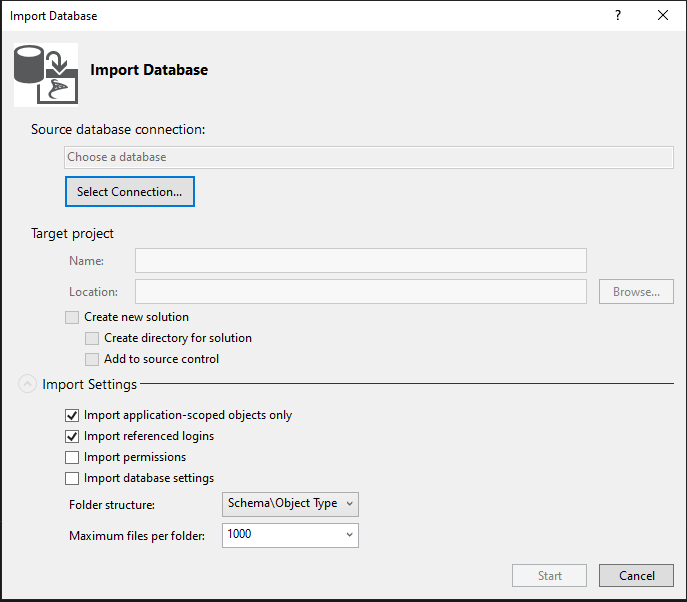 Import Database
?
Import Database
Source database connection:
Choose a database
Select Connection...
Target project
Name:
Location:
Browse...
Create new solution
Create directory for solution
Add to source control
Import Settings
Import application-scoped objects only
Import referenced logins
Import permissions
Import database settings
Folder structure: Schema\Object Type
Maximum files per folder: 1000
Start Cancel